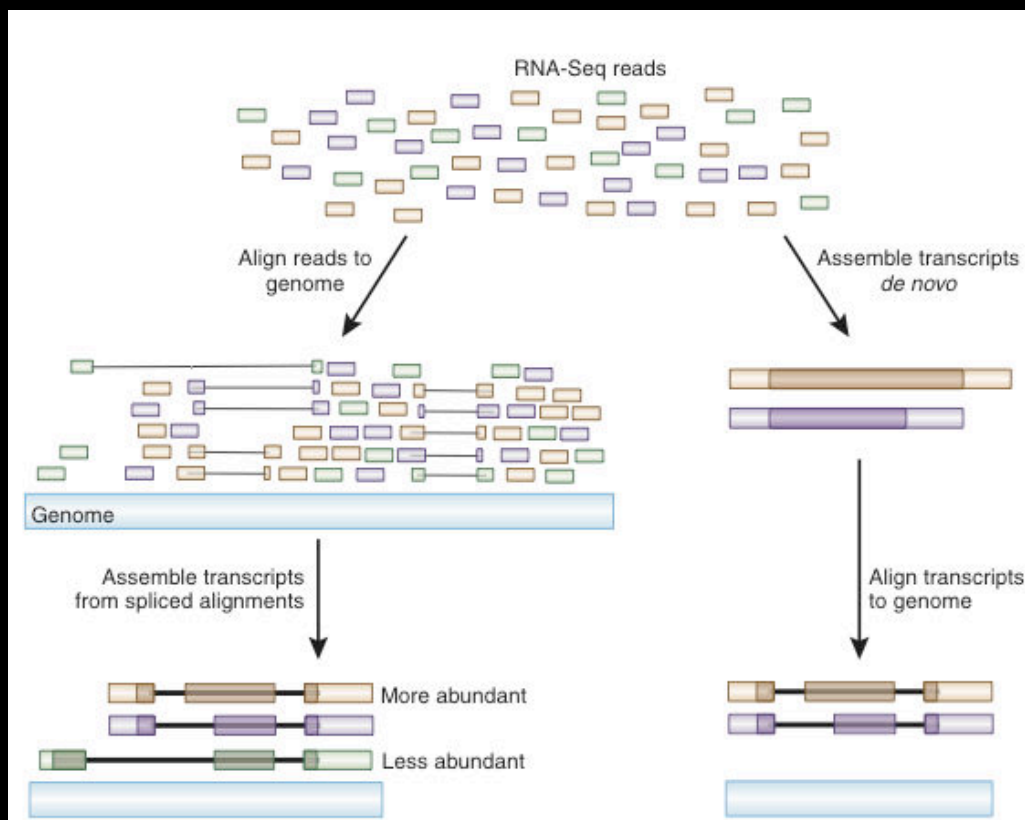 RNA-Seq reads
Align reads to
genome
Assemble transcripts
de novo
Genome
Assemble transcripts
from spliced alignments
Align transcripts
to genome
More abundant
Less abundant